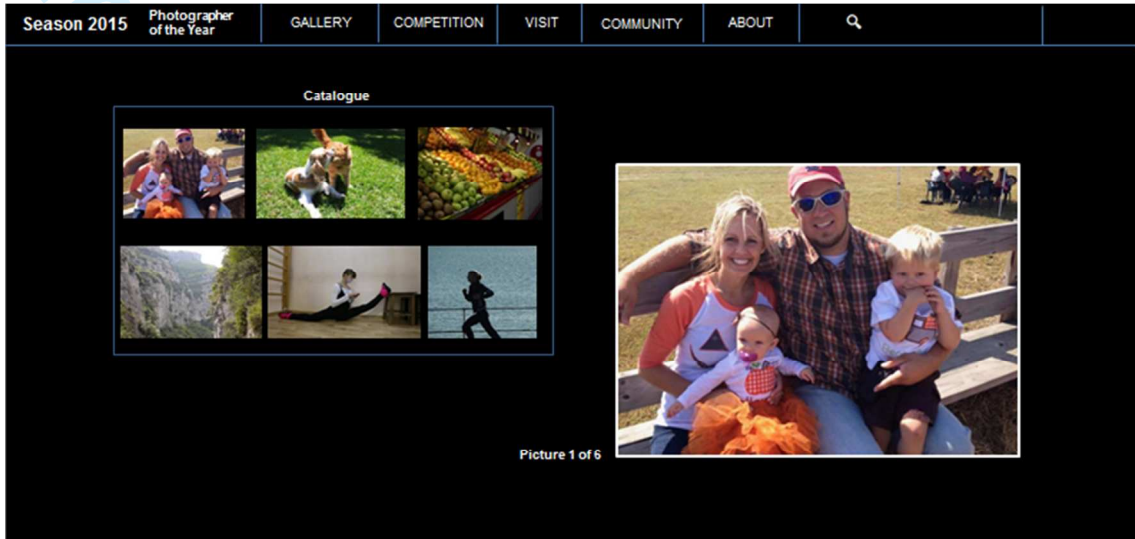 Season 2015
Photographer
of the Year
GALLERY
COMPETITION
VISIT
COMMUNITY
ABOUT
Catalogue
Picture 1 of 6